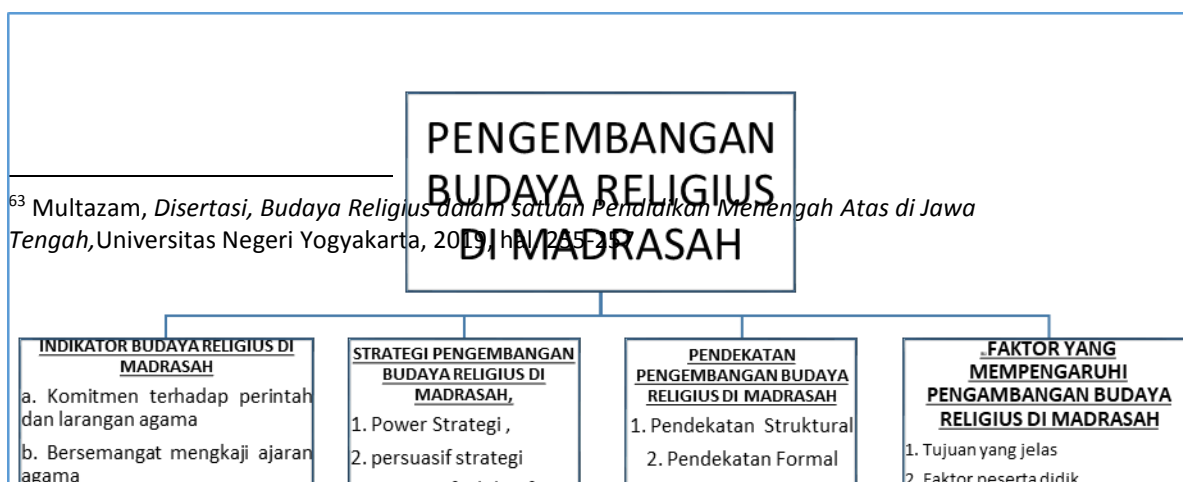 PENGEMBANGAN
BUDAYA RELIGIUS
DI MADRASAH
63 Multazam, Disertasi, Budaya Religius dalam satuan Pendidikan Menengah Atas di Jawa
Tengah,Universitas Negeri Yogyakarta, 2019, hal. 255-257
INDIKATOR BUDAYA RELIGIUS DI
MADRASAH
a. Komitmen terhadap perintah
dan larangan agama
b. Bersemangat mengkaji ajaran
agama
STRATEGI PENGEMBANGAN
BUDAYA RELIGIUS DI
MADRASAH,
1. Power Strategi ,
2. persuasif strategi
PENDEKATAN
PENGEMBANGAN BUDAYA
RELIGIUS DI MADRASAH
1. Pendekatan Struktural
2. Pendekatan Formal
FAKTOR YANG
MEMPENGARUHI
PENGAMBANGAN BUDAYA
RELIGIUS DI MADRASAH
1. Tujuan yang jelas
2. Faktor peserta didik